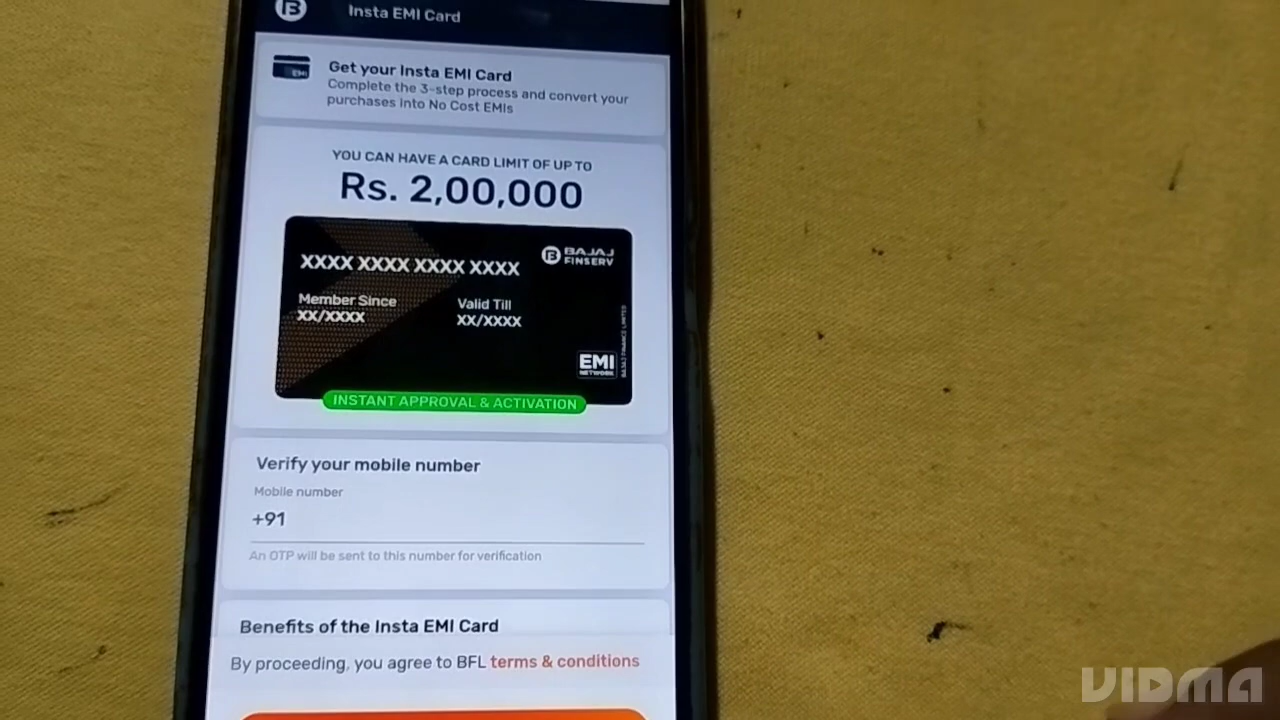 Insta EMI Card
Get your Insta EMI Card
Complete the 3-step process and convert your
purchases into No Cost EMIs
YOU CAN HAVE A CARD LIMIT OF UP TO
Rs. 2,00,000
BAJAJ
FINSERV
XXXX XXXX XXXX XXXX
Member Since
XX/XXXX
Valid Till
XX/XXXX
BAJAJ FINANCE LIMITED
EMI
NETWORK
INSTANT APPROVAL & ACTIVATION
Verify your mobile number
Mobile number
+91
An OTP will be sent to this number for verification
Benefits of the Insta EMI Card
By proceeding, you agree to BFL terms & conditions
VIDMA